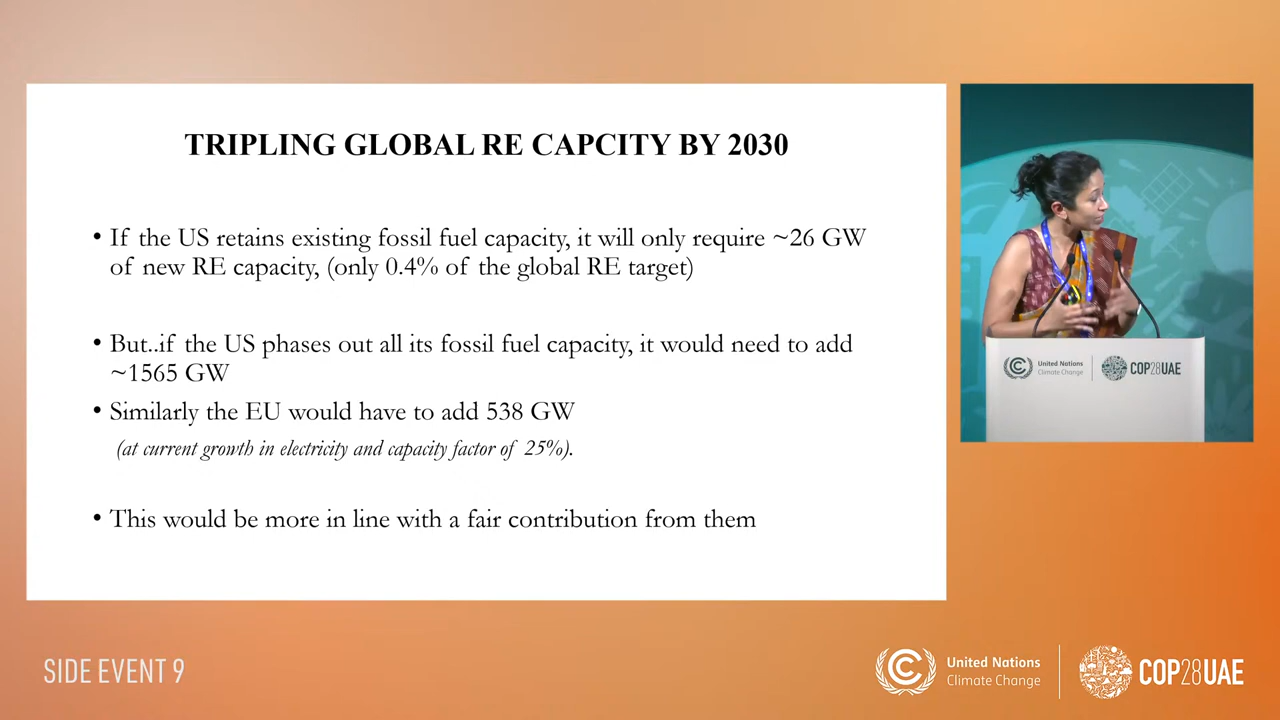 TRIPLING GLOBAL RE CAPCITY BY 2030
• If the US retains existing fossil fuel capacity, it will only require ~26 GW
of new RE capacity, (only 0.4% of the global RE target)
• But..if the US phases out all its fossil fuel capacity, it would need to add
~1565 GW
• Similarly the EU would have to add 538 GW
(at current growth in electricity and capacity factor of 25%).
• This would be more in line with a fair contribution from them
United Nations
Climate Change
COP28UAE
SIDE EVENT 9
United Nations
Climate Change
COP28UAE